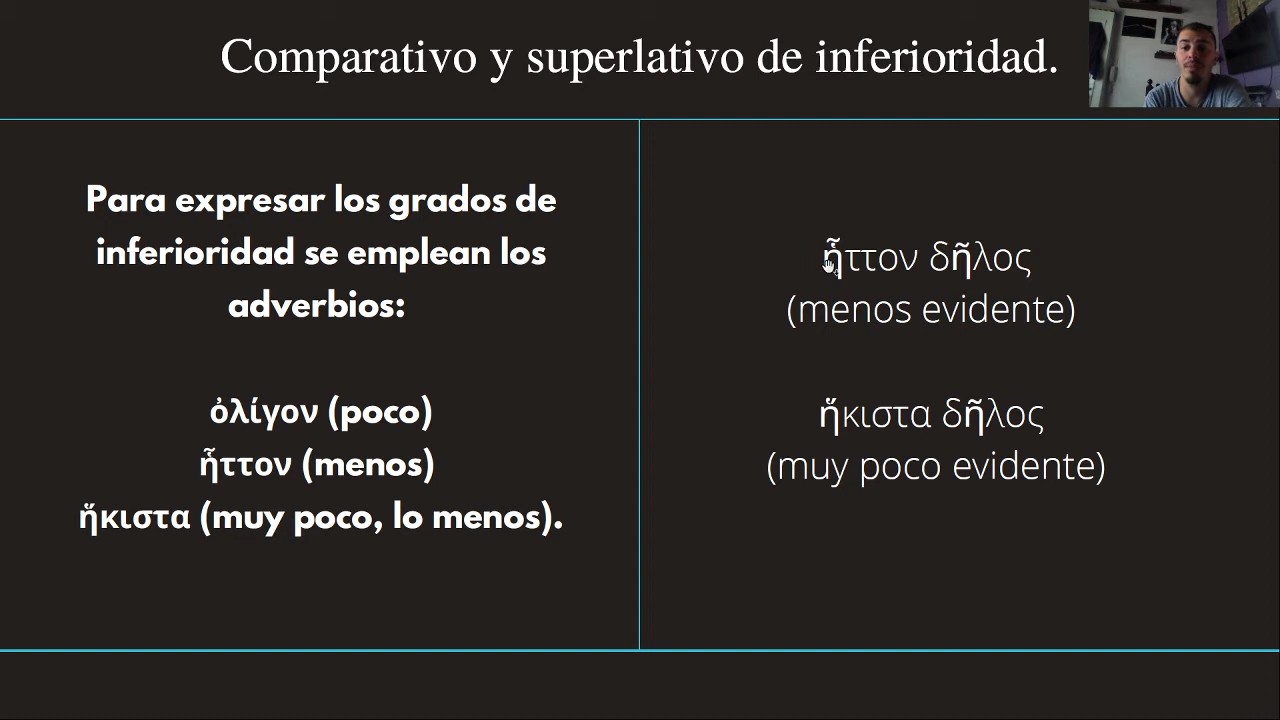 Comparativo y superlativo de inferioridad.
Para expresar los grados de
inferioridad se emplean los
adverbios:
ὀλίγον (poco)
ἧττον (menos)
ἥκιστα (muy poco, lo menos).
ἧττον δῆλος
(menos evidente)
ἥκιστα δῆλος
(muy poco evidente)